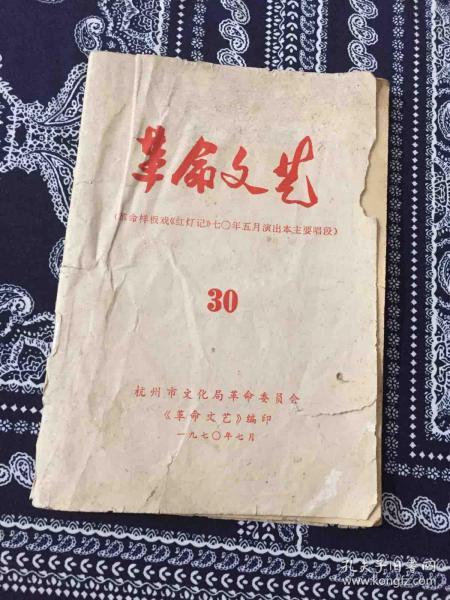 革命文艺
(革命样板戏《红灯记》七〇年五月演出本主要唱段)
30
杭州市文化局革命委员会
《革命文艺》编印
一九七〇年七月
孔夫子旧书网
www.kongfz.com